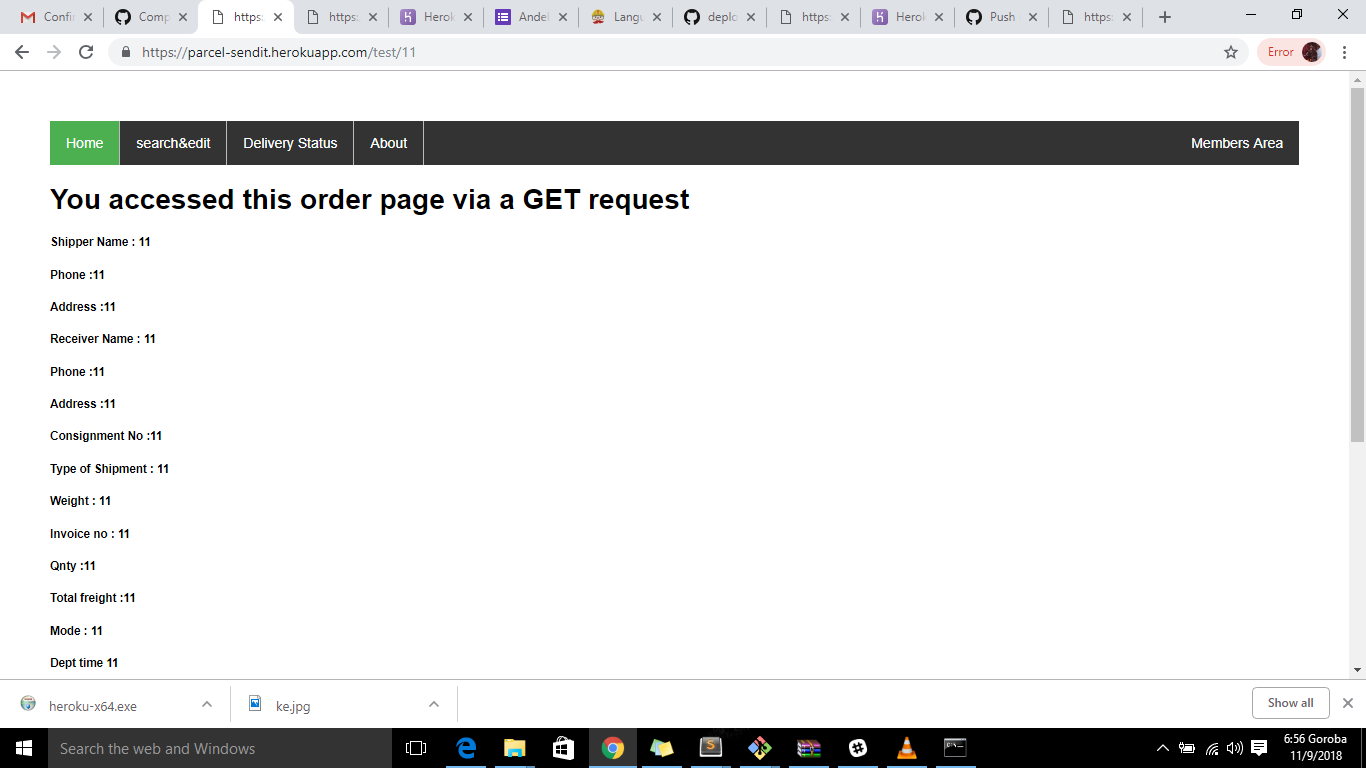 Confir
Comp
https:
https:
Herok
Andel
Langu
deplo
https:
Herok
Push
https:
https://parcel-sendit.herokuapp.com/test/11
Error
Home
search&edit
Delivery Status
About
Members Area
You accessed this order page via a GET request
Shipper Name : 11
Phone :11
Address :11
Receiver Name : 11
Phone :11
Address :11
Consignment No :11
Type of Shipment : 11
Weight : 11
Invoice no : 11
Qnty :11
Total freight :11
Mode : 11
Dept time 11
heroku-x64.exe
ke.jpg
Show all
Search the web and Windows
6:56 Goroba
11/9/2018